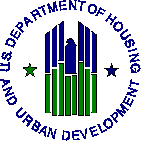 U.S. DEPARTMENT OF HOUSING
AND URBAN DEVELOPMENT